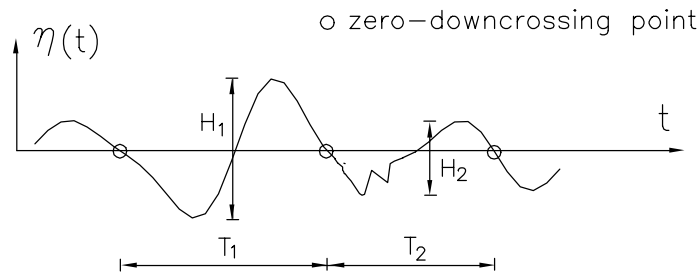 zero-downcrossing point
η(t)
t
H₁
H₂
T₁
T₂